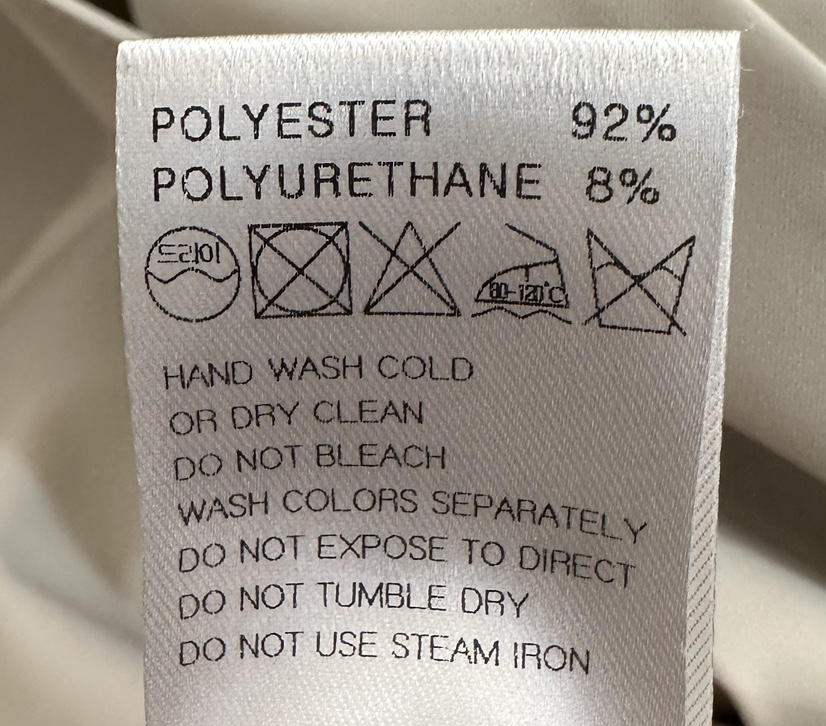 POLYESTER 92%
POLYURETHANE 8%
드라이 80-120°C
HAND WASH COLD
OR DRY CLEAN
DO NOT BLEACH
WASH COLORS SEPARATELY
DO NOT EXPOSE TO DIRECT
DO NOT TUMBLE DRY
DO NOT USE STEAM IRON